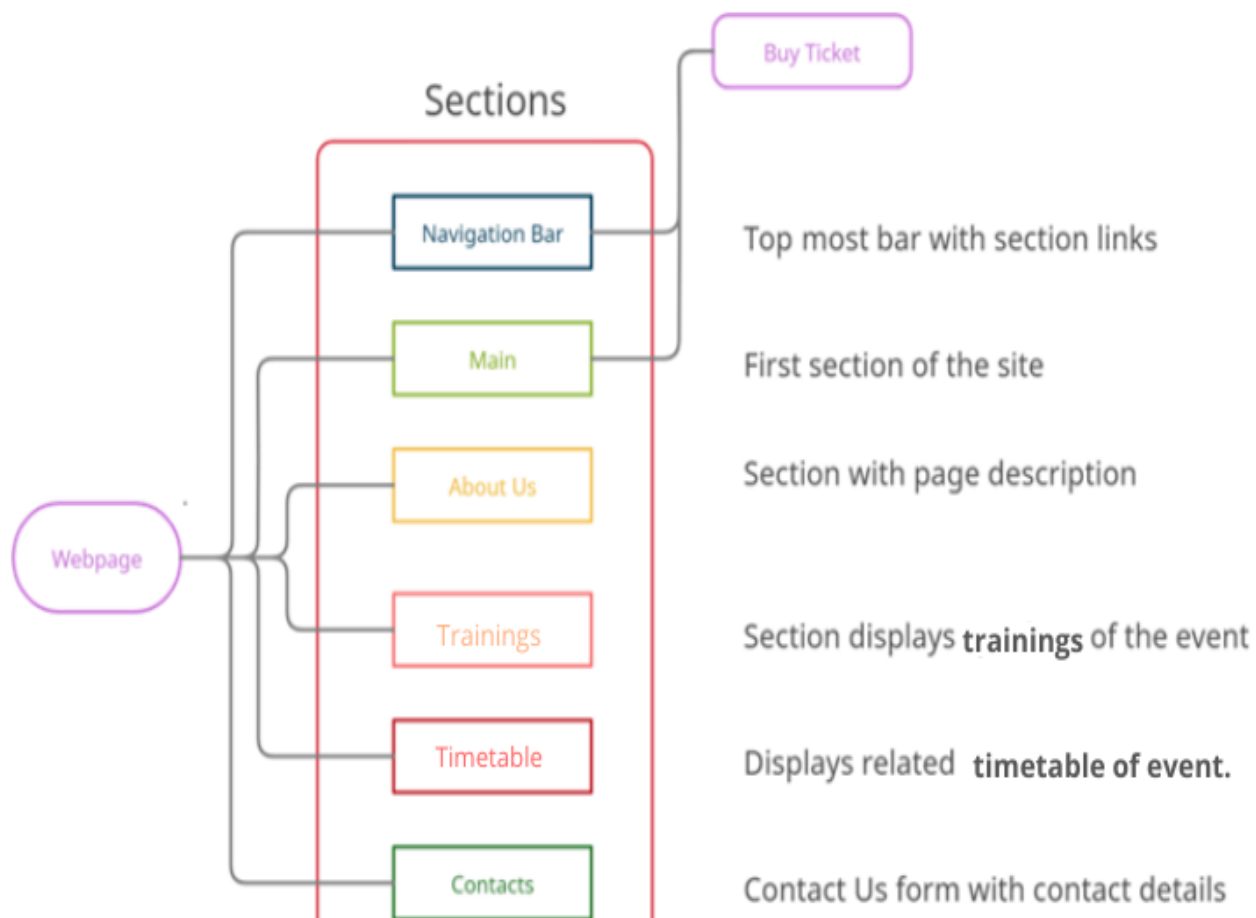 Buy Ticket
Sections
Navigation Bar
Top most bar with section links
Main
First section of the site
About Us
Section with page description
Webpage
Trainings
Section displays trainings of the event
Timetable
Displays related timetable of event.
Contacts
Contact Us form with contact details